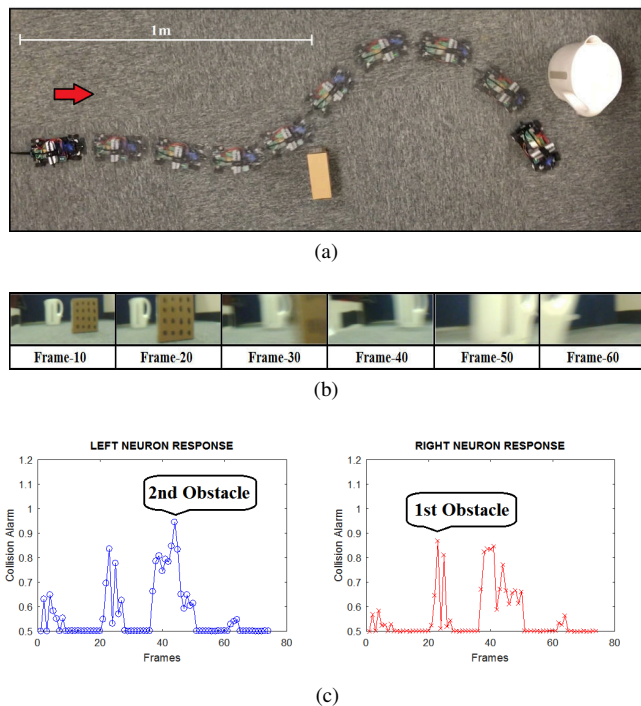 1m
(a)
Frame-10 Frame-20 Frame-30 Frame-40 Frame-50 Frame-60
(b)
LEFT NEURON RESPONSE
1.2
1.1
1
0.9
0.8
0.7
0.6
0.5
Collision Alarm
2nd Obstacle
0 20 40 60 80
Frames
RIGHT NEURON RESPONSE
1.2
1.1
1
0.9
0.8
0.7
0.6
0.5
Collision Alarm
1st Obstacle
0 20 40 60 80
Frames
(c)